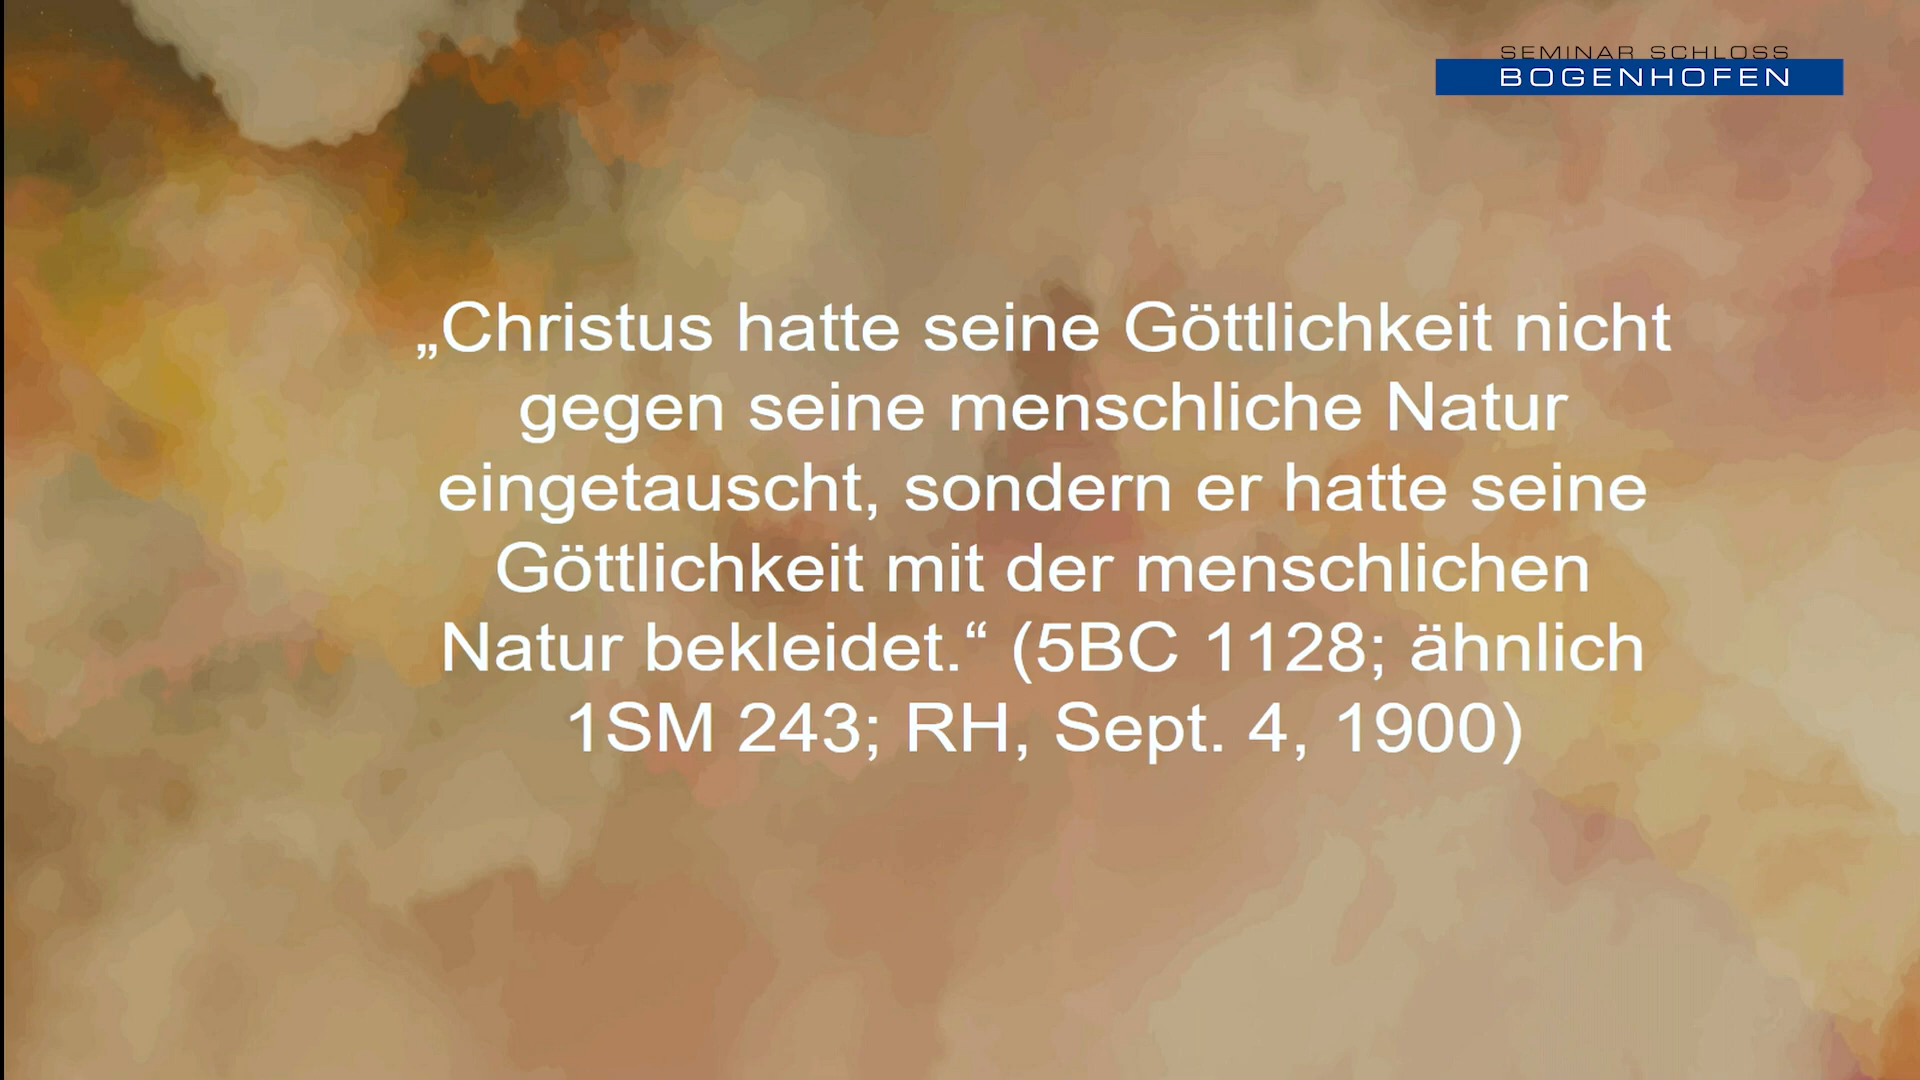 SEMINAR SCHLOSS
BOGENHOFEN
„Christus hatte seine Göttlichkeit nicht
gegen seine menschliche Natur
eingetauscht, sondern er hatte seine
Göttlichkeit mit der menschlichen
Natur bekleidet.“ (5BC 1128; ähnlich
1SM 243; RH, Sept. 4, 1900)